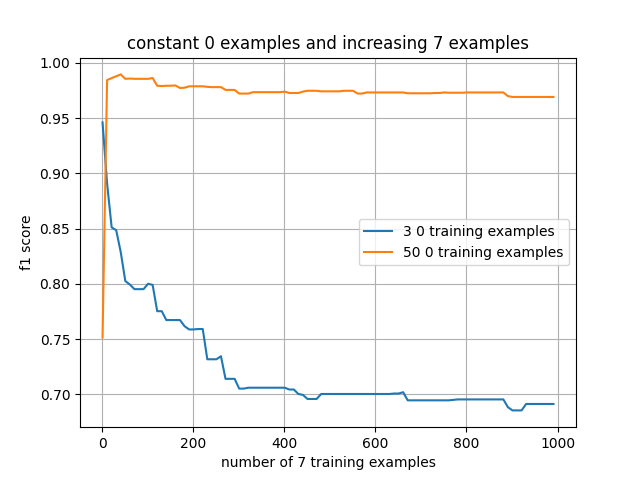 constant 0 examples and increasing 7 examples
1.00
0.95
0.90
0.85
0.80
0.75
0.70
f1 score
3 0 training examples
50 0 training examples
0 200 400 600 800 1000
number of 7 training examples